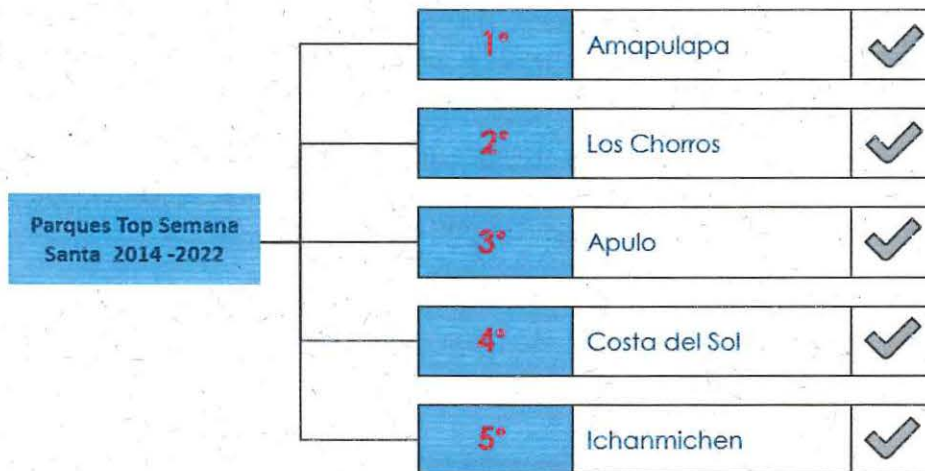 1° Amapulapa
2° Los Chorros
Parques Top Semana
Santa 2014 -2022
3° Apulo
4° Costa del Sol
5° Ichanmichen